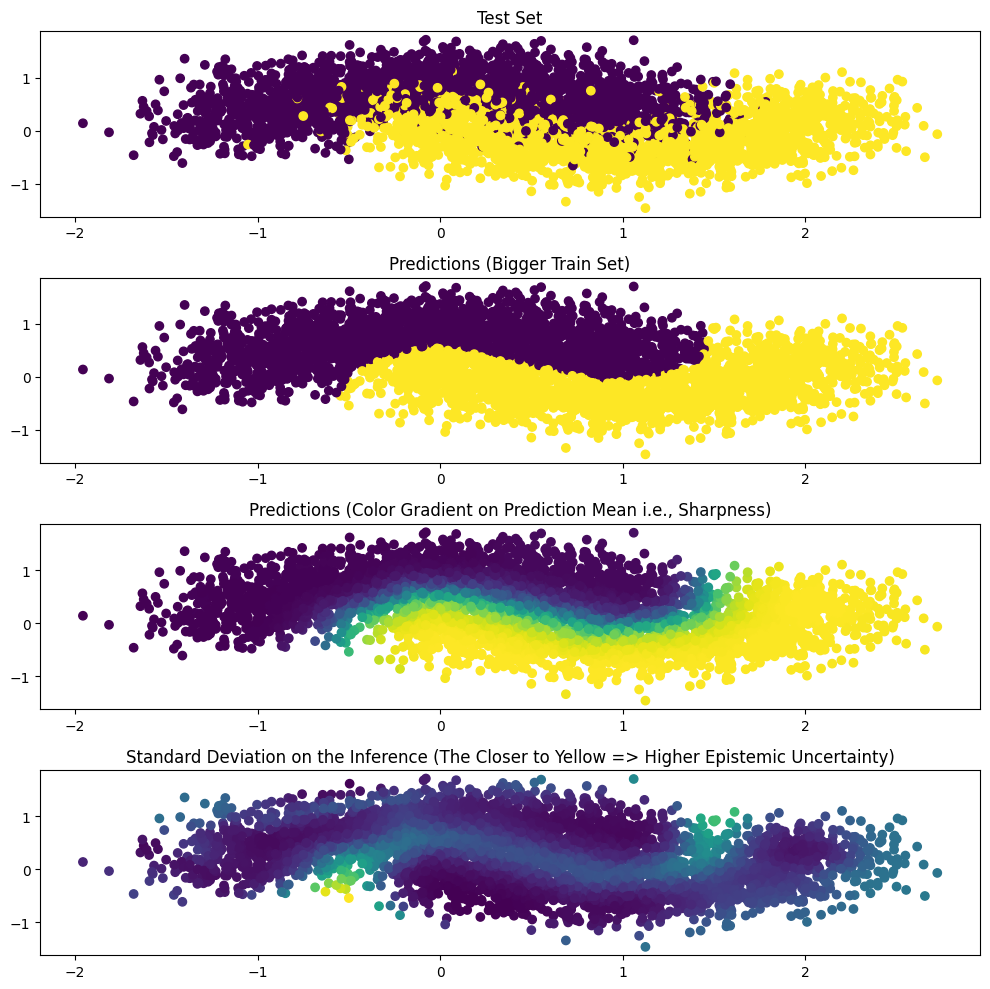 Test Set
1
0
−1
−2 −1 0 1 2
Predictions (Bigger Train Set)
1
0
−1
−2 −1 0 1 2
Predictions (Color Gradient on Prediction Mean i.e., Sharpness)
1
0
−1
−2 −1 0 1 2
Standard Deviation on the Inference (The Closer to Yellow => Higher Epistemic Uncertainty)
1
0
−1
−2 −1 0 1 2